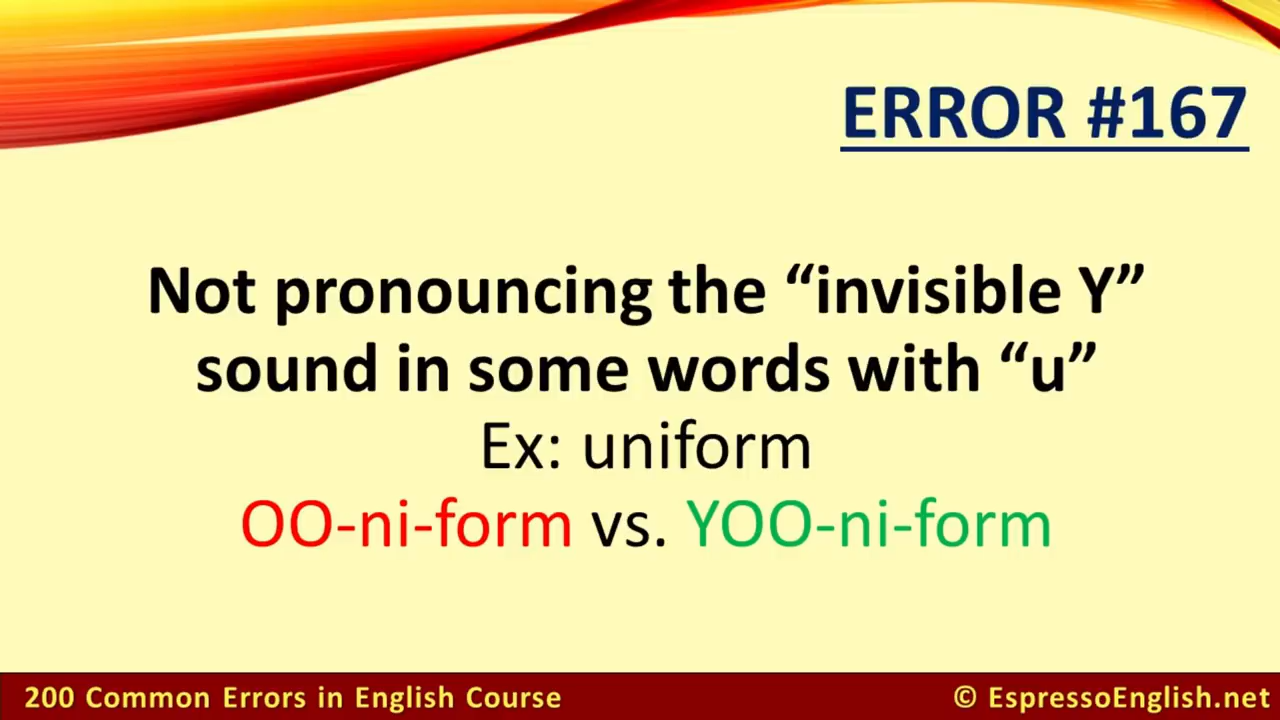 ERROR #167
Not pronouncing the “invisible Y”
sound in some words with “u”
Ex: uniform
OO-ni-form vs. YOO-ni-form
200 Common Errors in English Course
© EspressoEnglish.net